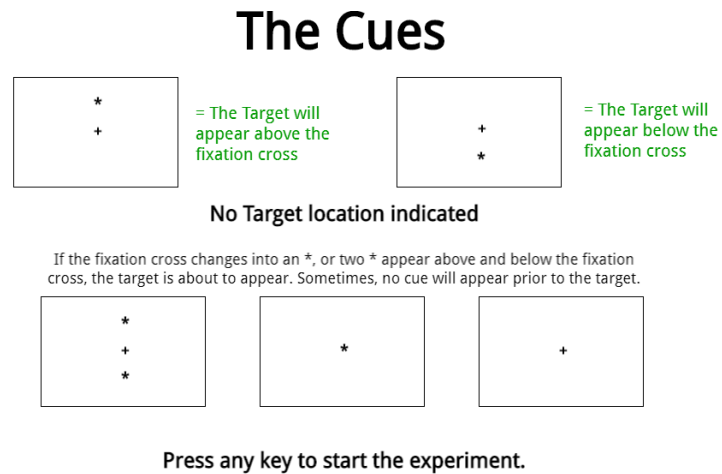 The Cues
*
+
= The Target will
appear above the
fixation cross
+
*
= The Target will
appear below the
fixation cross
No Target location indicated
If the fixation cross changes into an *, or two * appear above and below the fixation
cross, the target is about to appear. Sometimes, no cue will appear prior to the target.
*
+
*
*
+
Press any key to start the experiment.